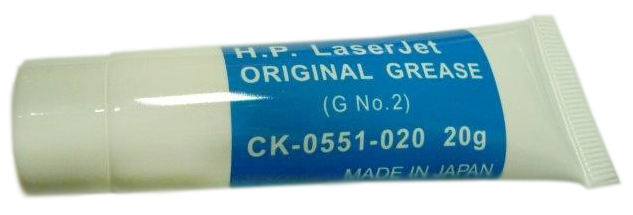 H.P. LaserJet
ORIGINAL GREASE
(G No.2)
CK-0551-020 20g
MADE IN JAPAN